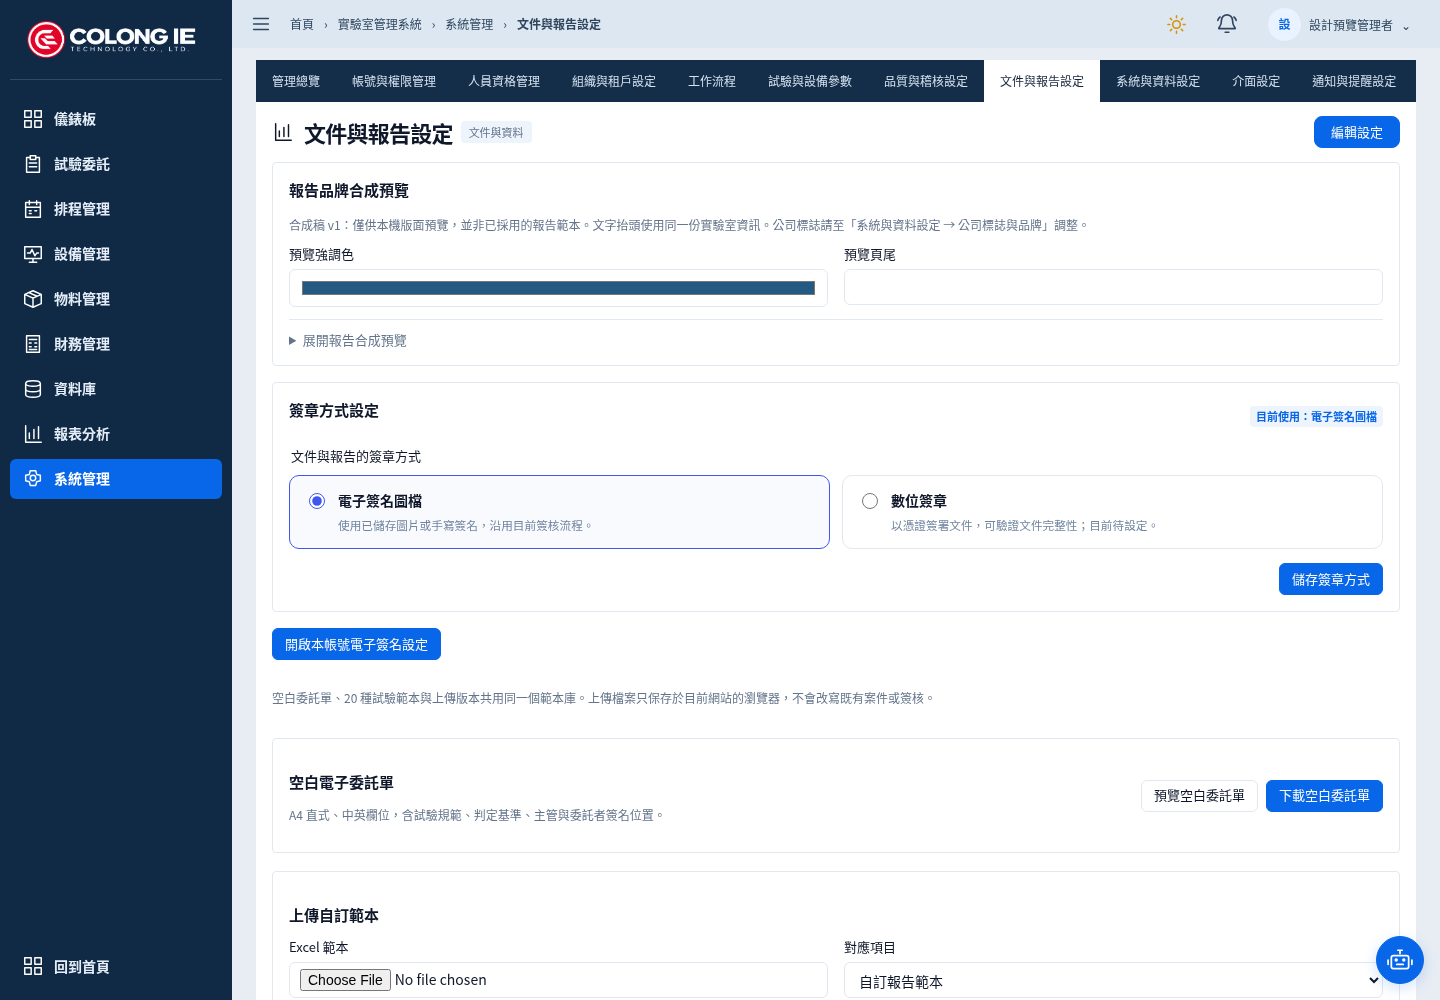 COLONG IE
TECHNOLOGY CO., LTD.
儀錶板
試驗委託
排程管理
設備管理
物料管理
財務管理
資料庫
報表分析
系統管理
回到首頁
首頁 › 實驗室管理系統 › 系統管理 › 文件與報告設定
設 設計預覽管理者
管理總覽 帳號與權限管理 人員資格管理 組織與租戶設定 工作流程 試驗與設備參數 品質與稽核設定 文件與報告設定 系統與資料設定 介面設定 通知與提醒設定
文件與報告設定 文件與資料 編輯設定
報告品牌合成預覽
合成稿 v1：僅供本機版面預覽，並非已採用的報告範本。文字抬頭使用同一份實驗室資訊。公司標誌請至「系統與資料設定 → 公司標誌與品牌」調整。
預覽強調色 預覽頁尾
▶ 展開報告合成預覽
簽章方式設定 目前使用：電子簽名圖檔
文件與報告的簽章方式
電子簽名圖檔
使用已儲存圖片或手寫簽名，沿用目前簽核流程。
數位簽章
以憑證簽署文件，可驗證文件完整性；目前待設定。
儲存簽章方式
開啟本帳號電子簽名設定
空白委託單、20 種試驗範本與上傳版本共用同一個範本庫。上傳檔案只保存於目前網站的瀏覽器，不會改寫既有案件或簽核。
空白電子委託單
A4 直式、中英欄位，含試驗規範、判定基準、主管與委託者簽名位置。
預覽空白委託單 下載空白委託單
上傳自訂範本
Excel 範本 對應項目
Choose File No file chosen 自訂報告範本